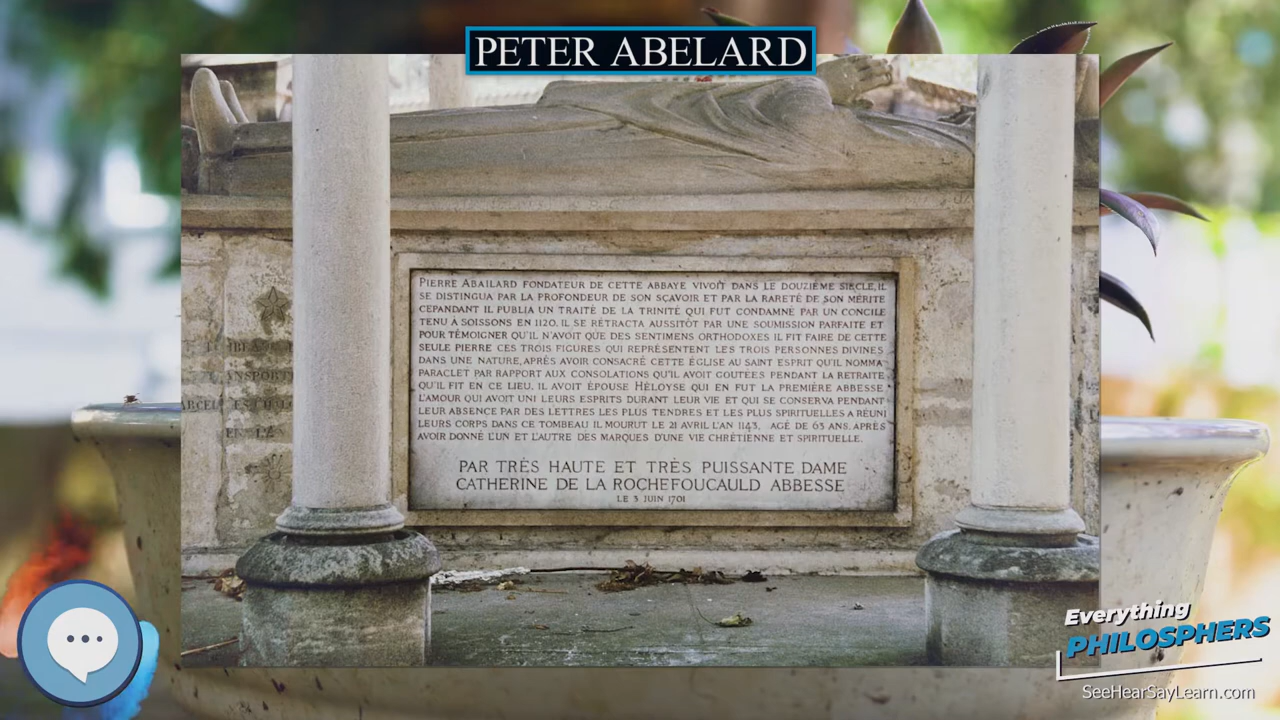 PETER ABELARD
PIERRE ABAILARD FONDATEUR DE CETTE ABBAYE VIVOIT DANS LE DOUZIÈME SIECLE, IL
SE DISTINGUA PAR LA PROFONDEUR DE SON SÇAVOIR ET PAR LA RARETÉ DE SON MÉRITE
CEPANDANT IL PUBLIA UN TRAITÉ DE LA TRINITÉ QUI FUT CONDAMNÉ PAR UN CONCILE
TENU A SOISSONS EN 1120. IL SE RÉTRACTA AUSSITÔT PAR UNE SOUMISSION PARFAITE ET
POUR TÉMOIGNER QU'IL N'AVOIT QUE DES SENTIMENS ORTHODOXES IL FIT FAIRE DE CETTE
SEULE PIERRE CES TROIS FIGURES QUI REPRÉSENTENT LES TROIS PERSONNES DIVINES
DANS UNE NATURE, APRÈS AVOIR CONSACRÉ CETTE ÉGLISE AU SAINT ESPRIT QU'IL NOMMA
PARACLET PAR RAPPORT AUX CONSOLATIONS QU'IL AVOIT GOUTÉES PENDANT LA RETRAITE
QU'IL FIT EN CE LIEU. IL AVOIT ÉPOUSÉ HÉLOYSE QUI EN FUT LA PREMIÈRE ABBESSE.
L'AMOUR QUI AVOIT UNI LEURS ESPRITS DURANT LEUR VIE ET QUI SE CONSERVA PENDANT
LEUR ABSENCE PAR DES LETTRES LES PLUS TENDRES ET LES PLUS SPIRITUELLES A RÉUNI
LEURS CORPS DANS CE TOMBEAU IL MOURUT LE 21 AVRIL L'AN 1143. AGÉ DE 63 ANS. APRÈS
AVOIR DONNÉ L'UN ET L'AUTRE DES MARQUES D'UNE VIE CHRÉTIENNE ET SPIRITUELLE.
PAR TRÈS HAUTE ET TRÈS PUISSANTE DAME
CATHERINE DE LA ROCHEFOUCAULD ABBESSE
LE 3 JUIN 1701
Everything
PHILOSPHERS
SeeHearSayLearn.com